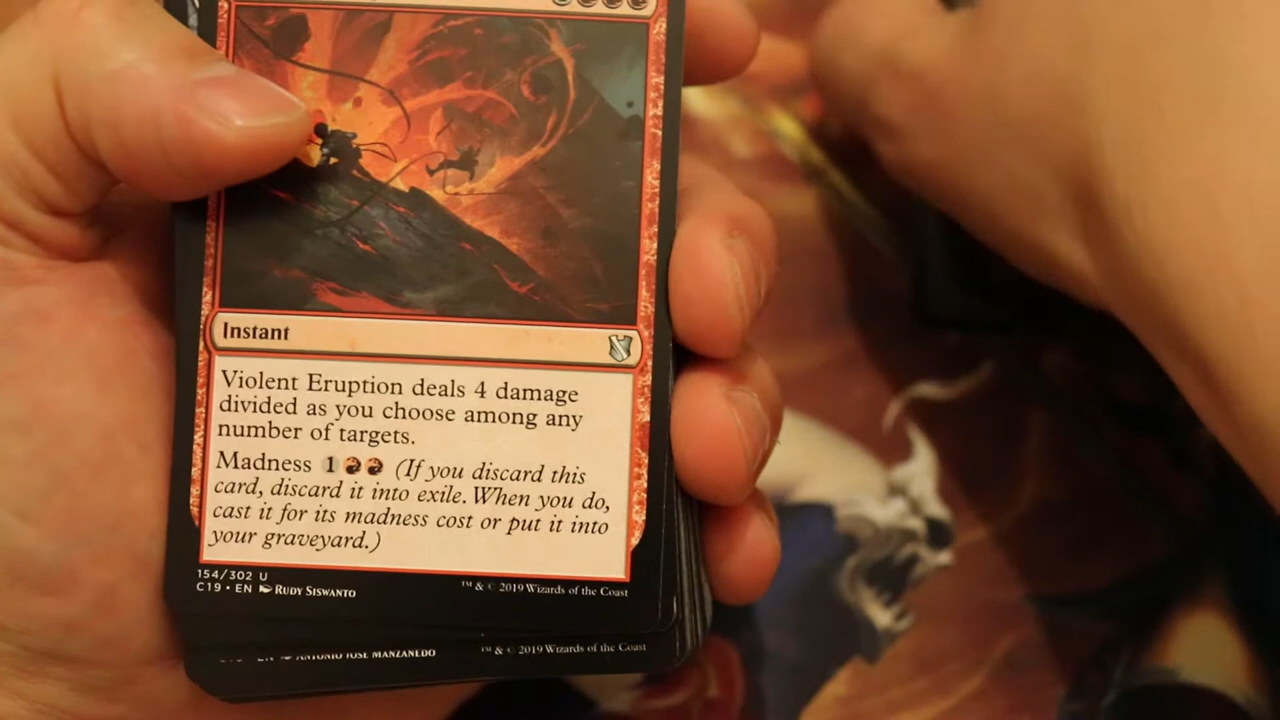 Instant
Violent Eruption deals 4 damage
divided as you choose among any
number of targets.
Madness 1 (If you discard this
card, discard it into exile. When you do,
cast it for its madness cost or put it into
your graveyard.)
154/302 U
C19 • EN RUDY SISWANTO
™ & © 2019 Wizards of the Coast
EN ANTONIO JOSÉ MANZANEDO
™ & © 2019 Wizards of the Coast